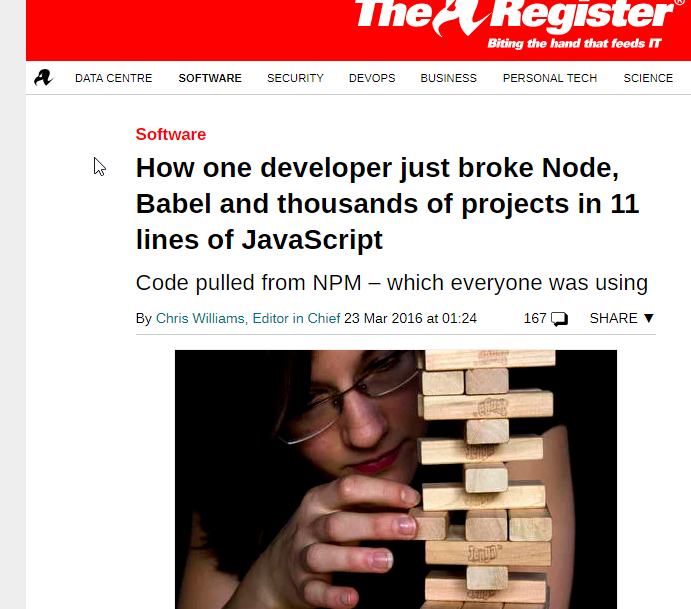 The Register®
Biting the hand that feeds IT
DATA CENTRE SOFTWARE SECURITY DEVOPS BUSINESS PERSONAL TECH SCIENCE
Software
How one developer just broke Node,
Babel and thousands of projects in 11
lines of JavaScript
Code pulled from NPM – which everyone was using
By Chris Williams, Editor in Chief 23 Mar 2016 at 01:24 167 SHARE ▼
Jenga